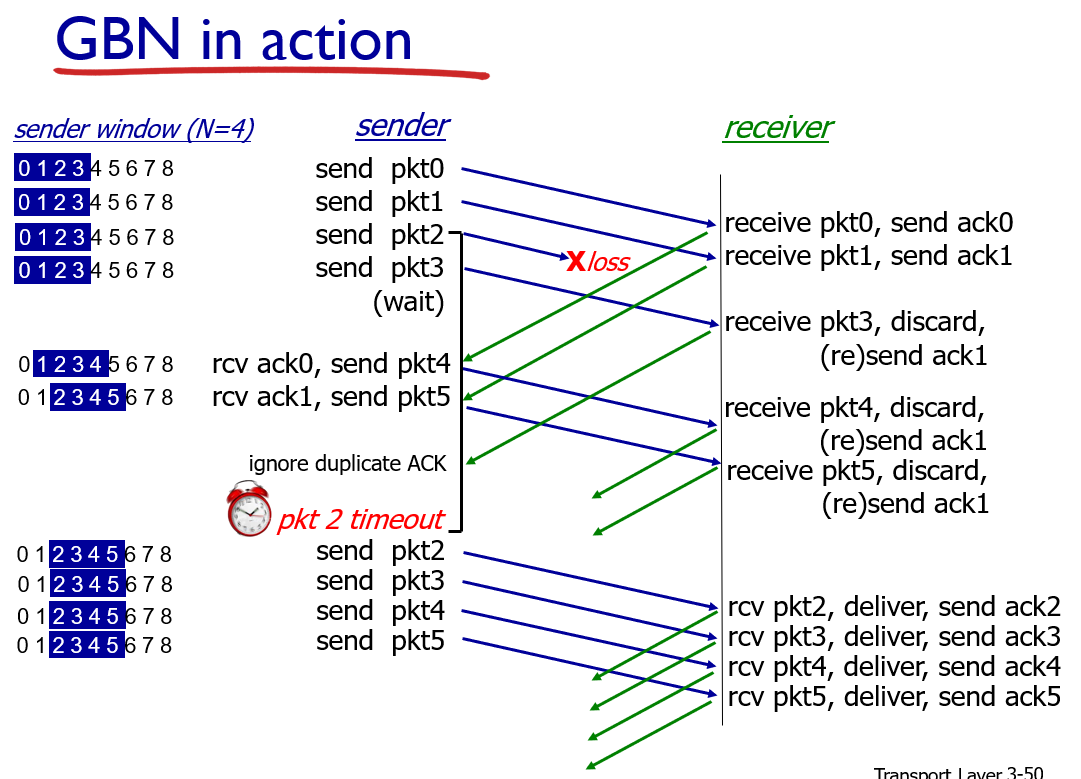 GBN in action
sender window (N=4)
sender
receiver
0 1 2 3 4 5 6 7 8
send pkt0
0 1 2 3 4 5 6 7 8
send pkt1
0 1 2 3 4 5 6 7 8
send pkt2
0 1 2 3 4 5 6 7 8
send pkt3
(wait)
X loss
receive pkt0, send ack0
receive pkt1, send ack1
receive pkt3, discard,
(re)send ack1
0 1 2 3 4 5 6 7 8
rcv ack0, send pkt4
0 1 2 3 4 5 6 7 8
rcv ack1, send pkt5
receive pkt4, discard,
(re)send ack1
receive pkt5, discard,
(re)send ack1
ignore duplicate ACK
pkt 2 timeout
0 1 2 3 4 5 6 7 8
send pkt2
0 1 2 3 4 5 6 7 8
send pkt3
0 1 2 3 4 5 6 7 8
send pkt4
0 1 2 3 4 5 6 7 8
send pkt5
rcv pkt2, deliver, send ack2
rcv pkt3, deliver, send ack3
rcv pkt4, deliver, send ack4
rcv pkt5, deliver, send ack5
Transport Layer 3-50